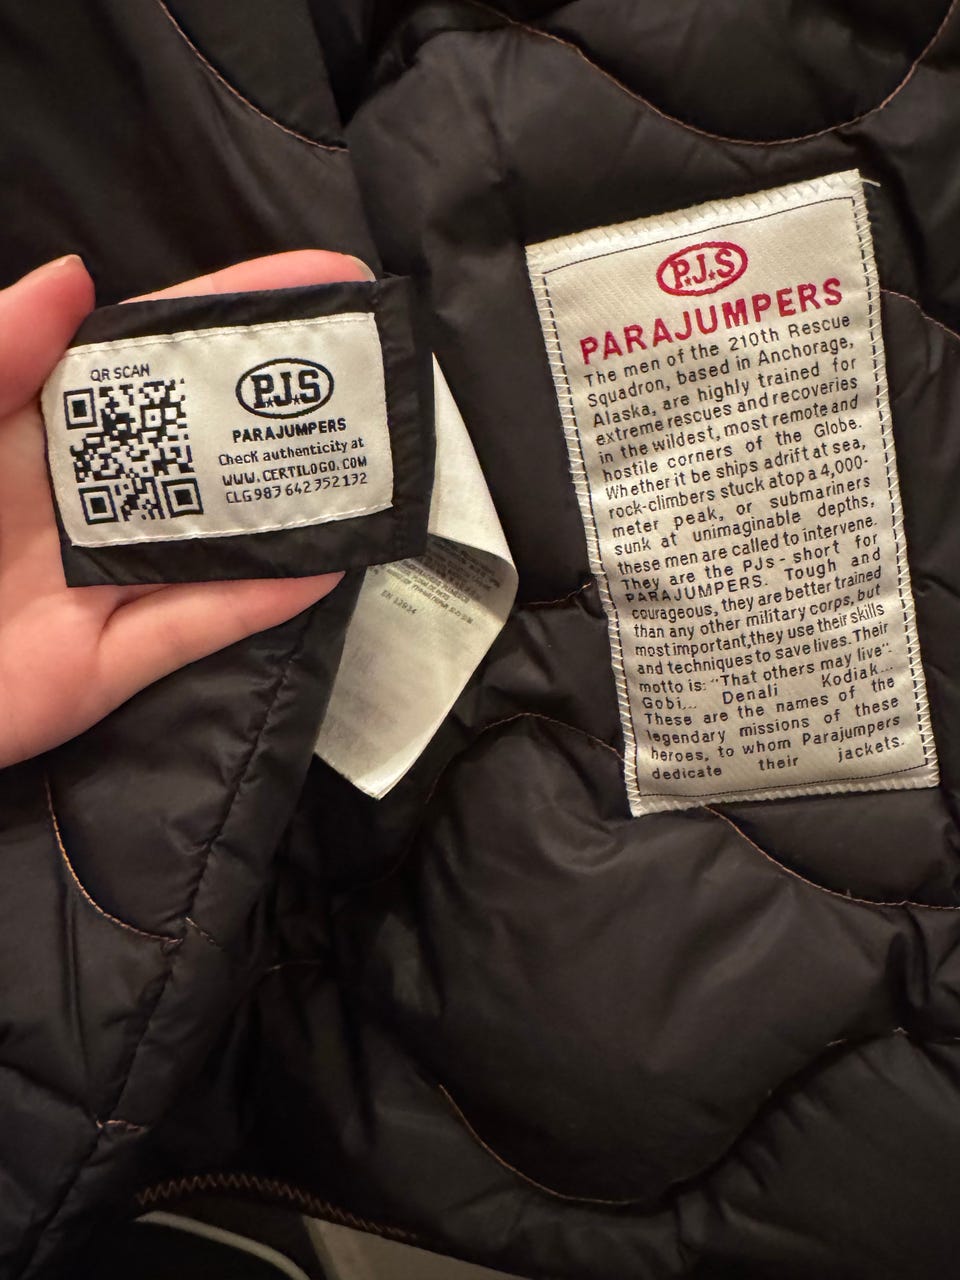 QR SCAN
P.J.S
PARAJUMPERS
Check authenticity at
WWW.CERTILOGO.COM
CLG 983 642 352 132
EN 12934
P.J.S
PARAJUMPERS
The men of the 210th Rescue
Squadron, based in Anchorage,
Alaska, are highly trained for
extreme rescues and recoveries
in the wildest, most remote and
hostile corners of the Globe.
Whether it be ships adrift at sea,
rock-climbers stuck atop a 4,000-
meter peak, or submariners
sunk at unimaginable depths,
these men are called to intervene.
They are the PJs - short for
PARAJUMPERS. Tough and
courageous, they are better trained
than any other military corps, but
most important, they use their skills
and techniques to save lives. Their
motto is: "That others may live".
Gobi... Denali Kodiak...
These are the names of the
legendary missions of these
heroes, to whom Parajumpers
dedicate their jackets.